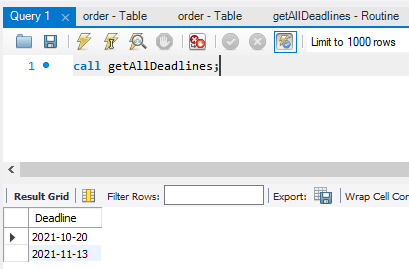 Query 1 × order - Table order - Table getAllDeadlines - Routine
Limit to 1000 rows
1 call getAllDeadlines;
Result Grid Filter Rows: Export: Wrap Cell Con
Deadline
2021-10-20
2021-11-13